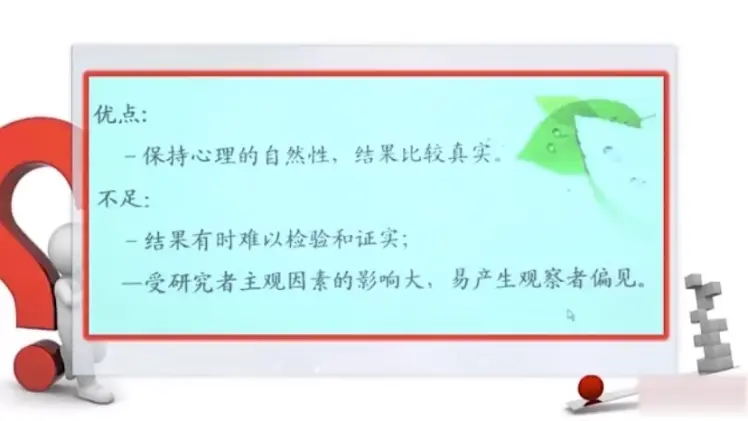 优点:
–保持心理的自然性，结果比较真实。
不足:
–结果有时难以检验和证实;
—受研究者主观因素的影响大，易产生观察者偏见。